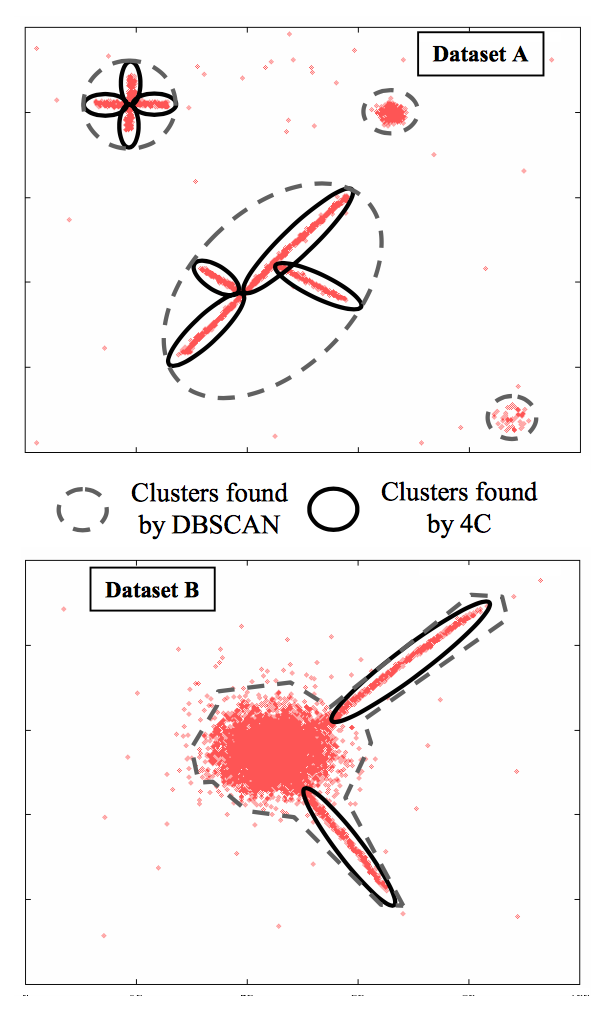 Dataset A
Clusters found
by DBSCAN
Clusters found
by 4C
Dataset B